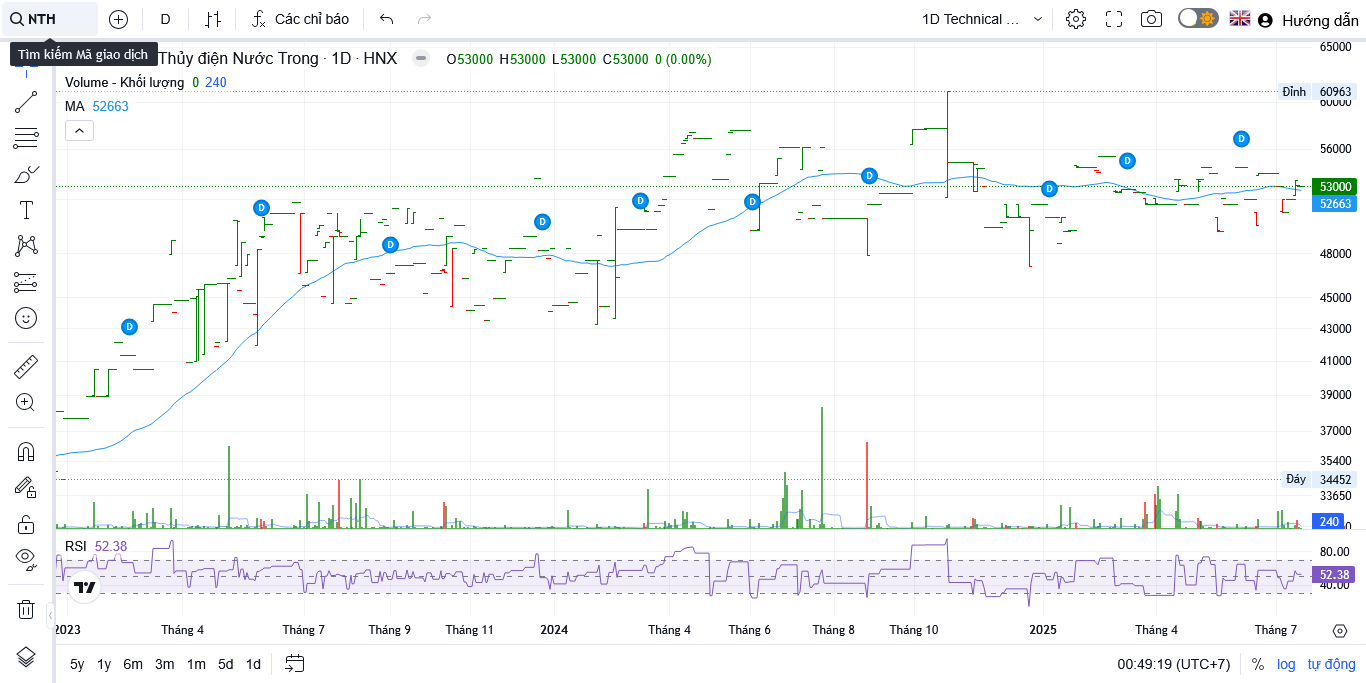 NTH
D
Các chỉ báo
1D Technical ...
Hướng dẫn
Tìm kiếm Mã giao dịch
Thủy điện Nước Trong · 1D · HNX
O53000 H53000 L53000 C53000 0 (0.00%)
Volume - Khối lượng 0 240
MA 52663
65000
Đỉnh 60963
60000
56000
53000
52663
48000
45000
43000
41000
39000
37000
35400
Đáy 34452
33650
240
0
D
D
D
D
D
D
D
D
D
D
RSI 52.38
80.00
52.38
40.00
2023
Tháng 4
Tháng 7
Tháng 9
Tháng 11
2024
Tháng 4
Tháng 6
Tháng 8
Tháng 10
2025
Tháng 4
Tháng 7
5y 1y 6m 3m 1m 5d 1d
00:49:19 (UTC+7)
% log tự động